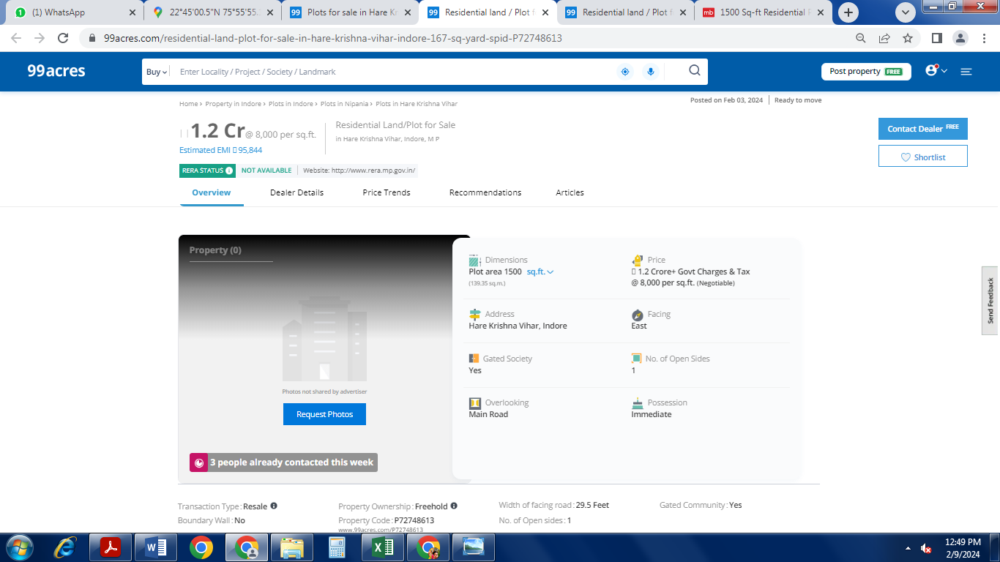 (1) WhatsApp
22°45'00.5"N 75°55'55.
Plots for sale in Hare Kr
Residential land / Plot f
Residential land / Plot f
1500 Sq-ft Residential
99acres.com/residential-land-plot-for-sale-in-hare-krishna-vihar-indore-167-sq-yard-spid-P72748613
99acres
Buy
Enter Locality / Project / Society / Landmark
Post property FREE
Home > Property in Indore > Plots in Indore > Plots in Nipania > Plots in Hare Krishna Vihar
Posted on Feb 03, 2024 | Ready to move
1.2 Cr @ 8,000 per sq.ft.
Estimated EMI 95,844
Residential Land/Plot for Sale
in Hare Krishna Vihar, Indore, M P
Contact Dealer FREE
Shortlist
RERA STATUS i NOT AVAILABLE | Website: http://www.rera.mp.gov.in/
Overview Dealer Details Price Trends Recommendations Articles
Property (0)
Photos not shared by advertiser
Request Photos
3 people already contacted this week
Dimensions
Plot area 1500 sq.ft.
(139.35 sq.m.)
Price
1.2 Crore+ Govt Charges & Tax
@ 8,000 per sq.ft. (Negotiable)
Address
Hare Krishna Vihar, Indore
Facing
East
Gated Society
Yes
No. of Open Sides
1
Overlooking
Main Road
Possession
Immediate
Send Feedback
Transaction Type : Resale
Property Ownership : Freehold
Width of facing road : 29.5 Feet
Gated Community : Yes
Boundary Wall : No
Property Code : P72748613
www.99acres.com/P72748613
No. of Open sides : 1
12:49 PM
2/9/2024